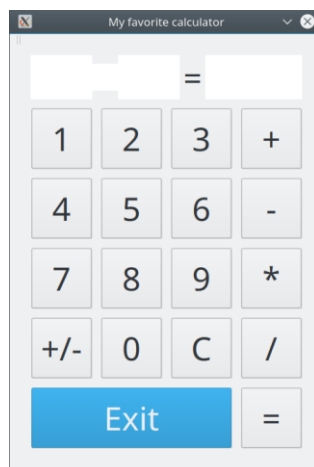 My favorite calculator
=
1 2 3 +
4 5 6 -
7 8 9 *
+/- 0 C /
Exit =